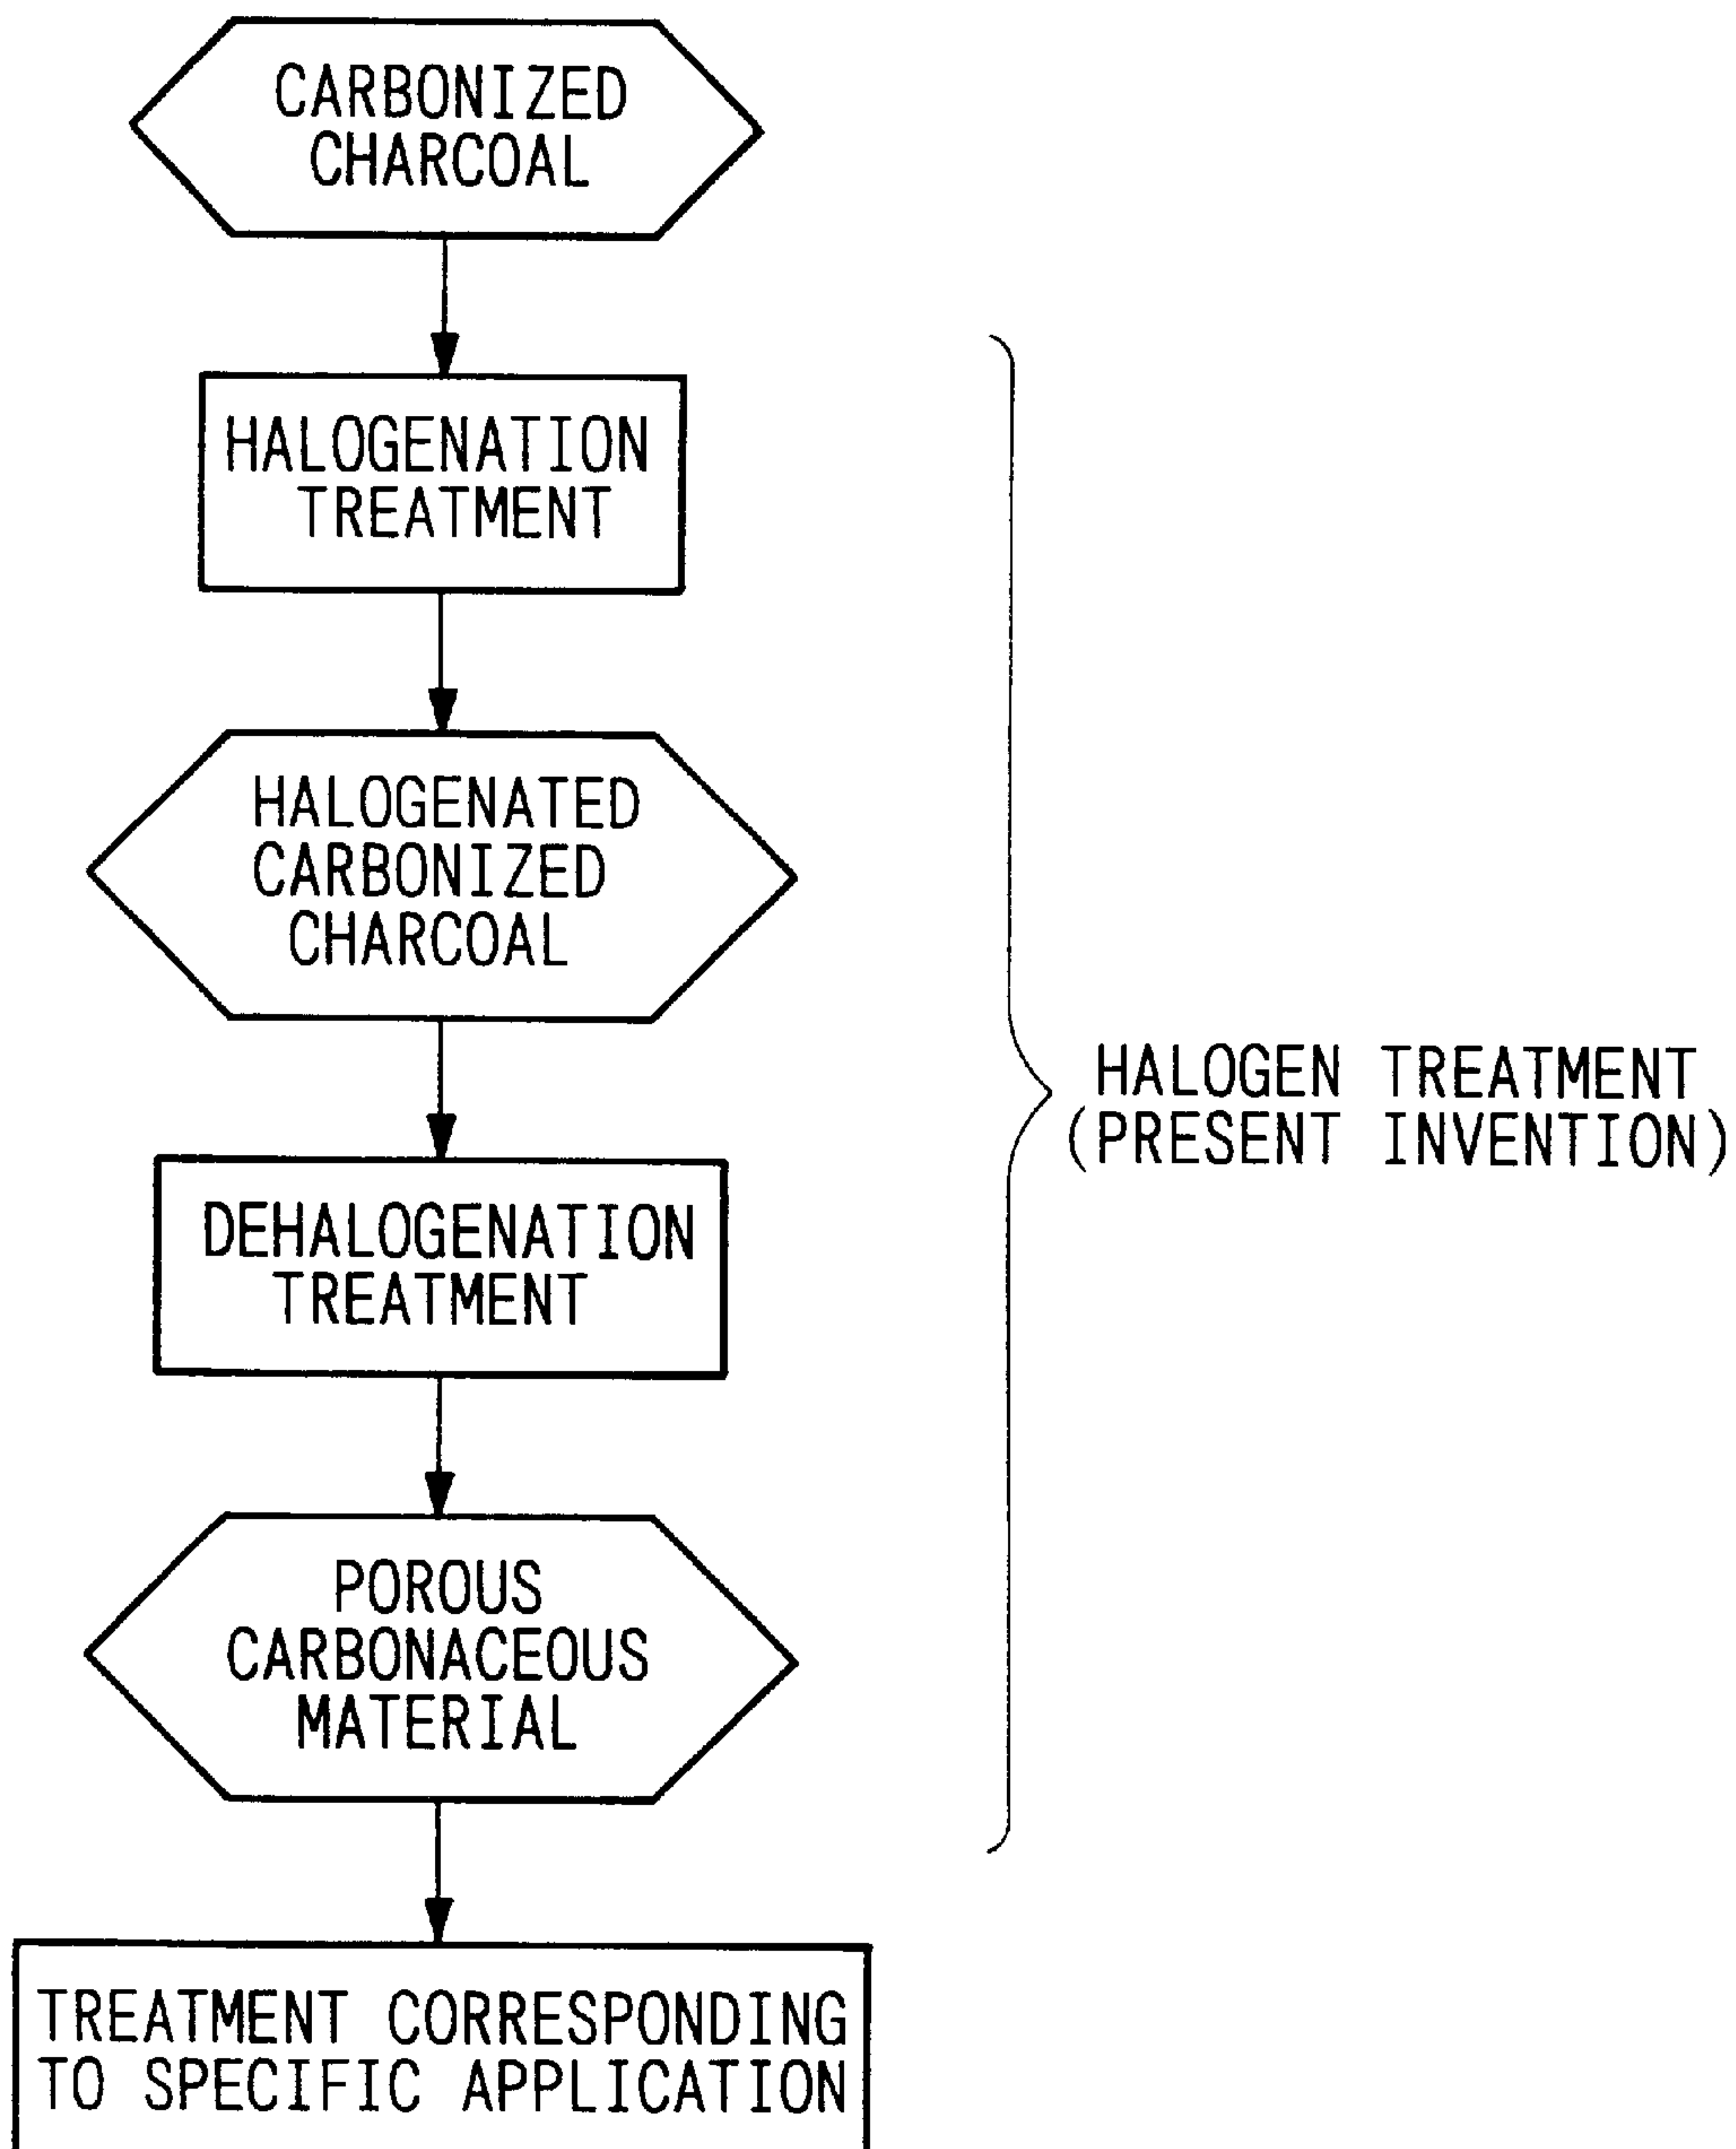 CARBONIZED
CHARCOAL
HALOGENATION
TREATMENT
HALOGENATED
CARBONIZED
CHARCOAL
HALOGEN TREATMENT
(PRESENT INVENTION)
DEHALOGENATION
TREATMENT
POROUS
CARBONACEOUS
MATERIAL
TREATMENT CORRESPONDING
TO SPECIFIC APPLICATION